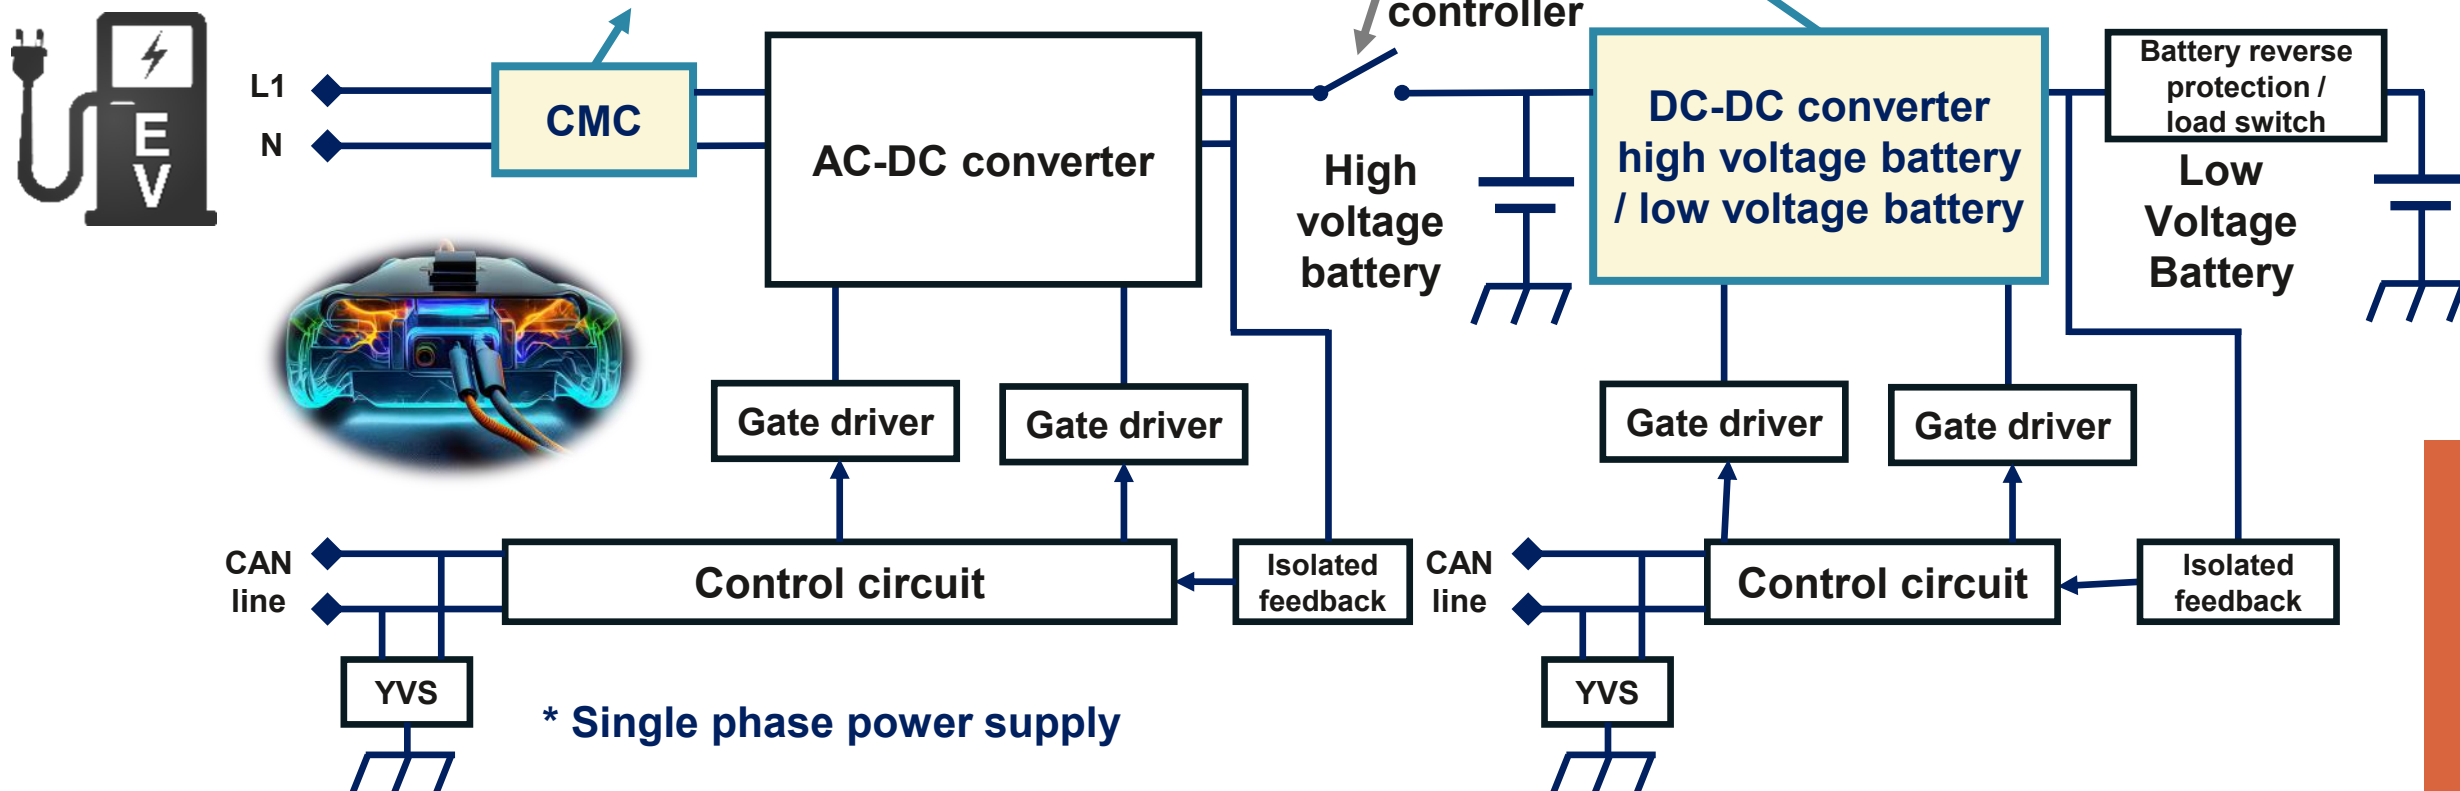 controller
E
V
L1
N
CMC
AC-DC converter
High
voltage
battery
DC-DC converter
high voltage battery
/ low voltage battery
Battery reverse
protection /
load switch
Low
Voltage
Battery
Gate driver
Gate driver
Gate driver
Gate driver
CAN
line
Control circuit
Isolated
feedback
CAN
line
Control circuit
Isolated
feedback
YVS
YVS
* Single phase power supply